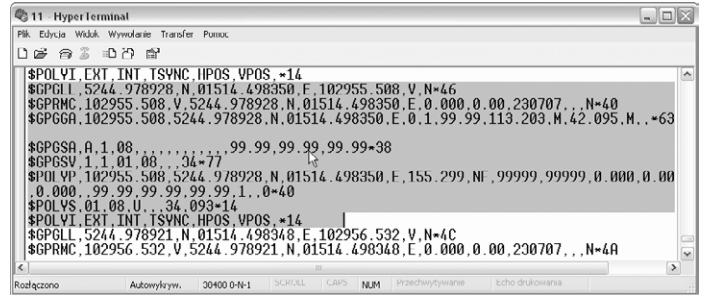 11 - HyperTerminal
Plik Edycja Widok Wywołanie Transfer Pomoc
$POLYI,EXT,INT,TSYNC,HPOS,VPOS,*14
$GPGLL,5244.978928,N,01514.498350,E,102955.508,V,N*46
$GPRMC,102955.508,V,5244.978928,N,01514.498350,E,0.000,0.00,230707,,,N*40
$GPGGA,102955.508,5244.978928,N,01514.498350,E,0,1,99.99,113.203,M,42.095,M,,*63
$GPGSA,A,1,08,,,,,,,,,,,,99.99,99.99,99.99*38
$GPGSV,1,1,01,08,,,34*77
$POLYP,102955.508,5244.978928,N,01514.498350,E,155.299,NF,99999,99999,0.000,0.00
,0.000,,99.99,99.99,99.99,1,,0*40
$POLYS,01,08,U,,,34,093*14
$POLYI,EXT,INT,TSYNC,HPOS,VPOS,*14
$GPGLL,5244.978921,N,01514.498348,E,102956.532,V,N*4C
$GPRMC,102956.532,V,5244.978921,N,01514.498348,E,0.000,0.00,230707,,,N*4A
Rozłączono Autowykryw. 38400 8-N-1 SCROLL CAPS NUM Przechwytywanie Echo drukowania